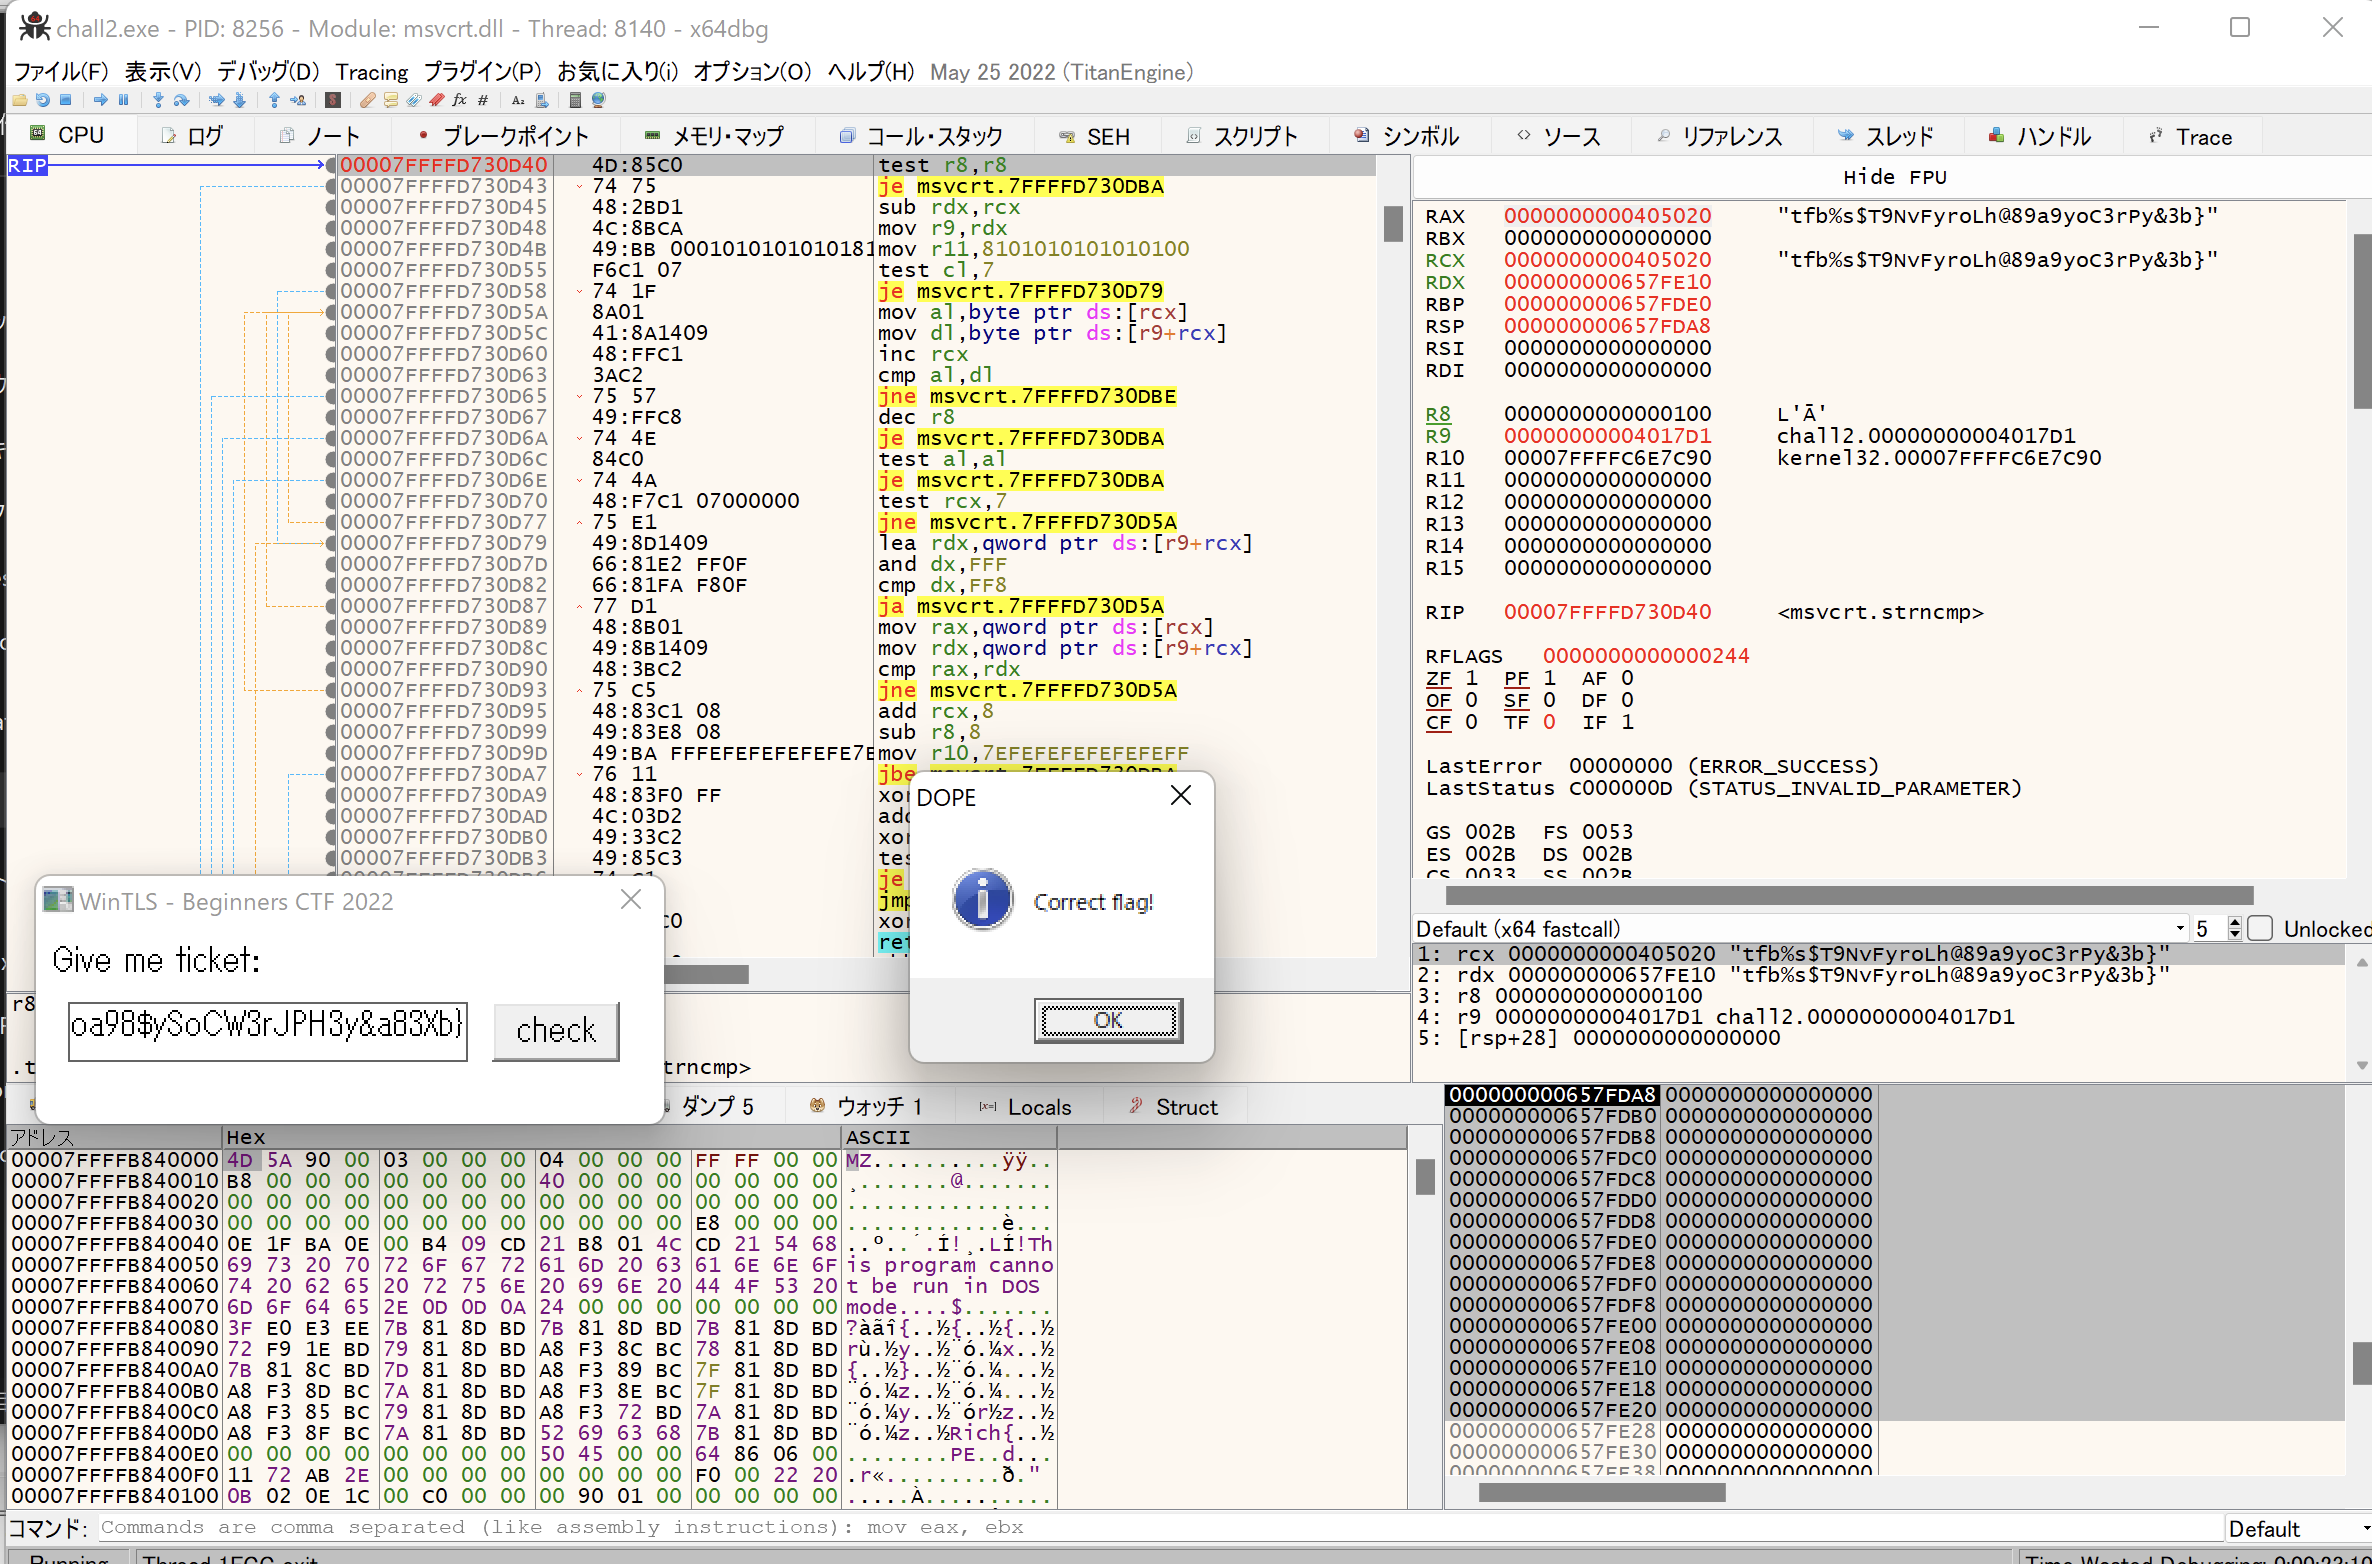 chall2.exe - PID: 8256 - Module: msvcrt.dll - Thread: 8140 - x64dbg
ファイル(F) 表示(V) デバッグ(D) Tracing プラグイン(P) お気に入り(i) オプション(O) ヘルプ(H) May 25 2022 (TitanEngine)
CPU ログ ノート ブレークポイント メモリ・マップ コール・スタック SEH スクリプト シンボル ソース リファレンス スレッド ハンドル Trace
RIP 00007FFFFD730D40 4D:85C0 test r8,r8
00007FFFFD730D43 74 75 je msvcrt.7FFFFD730DBA
00007FFFFD730D45 48:2BD1 sub rdx,rcx
00007FFFFD730D48 4C:8BCA mov r9,rdx
00007FFFFD730D4B 49:BB 0001010101010181 mov r11,8101010101010100
00007FFFFD730D55 F6C1 07 test cl,7
00007FFFFD730D58 74 1F je msvcrt.7FFFFD730D79
00007FFFFD730D5A 8A01 mov al,byte ptr ds:[rcx]
00007FFFFD730D5C 41:8A1409 mov dl,byte ptr ds:[r9+rcx]
00007FFFFD730D60 48:FFC1 inc rcx
00007FFFFD730D63 3AC2 cmp al,dl
00007FFFFD730D65 75 57 jne msvcrt.7FFFFD730DBE
00007FFFFD730D67 49:FFC8 dec r8
00007FFFFD730D6A 74 4E je msvcrt.7FFFFD730DBA
00007FFFFD730D6C 84C0 test al,al
00007FFFFD730D6E 74 4A je msvcrt.7FFFFD730DBA
00007FFFFD730D70 48:F7C1 07000000 test rcx,7
00007FFFFD730D77 75 E1 jne msvcrt.7FFFFD730D5A
00007FFFFD730D79 49:8D1409 lea rdx,qword ptr ds:[r9+rcx]
00007FFFFD730D7D 66:81E2 FF0F and dx,FFF
00007FFFFD730D82 66:81FA F80F cmp dx,FF8
00007FFFFD730D87 77 D1 ja msvcrt.7FFFFD730D5A
00007FFFFD730D89 48:8B01 mov rax,qword ptr ds:[rcx]
00007FFFFD730D8C 49:8B1409 mov rdx,qword ptr ds:[r9+rcx]
00007FFFFD730D90 48:3BC2 cmp rax,rdx
00007FFFFD730D93 75 C5 jne msvcrt.7FFFFD730D5A
00007FFFFD730D95 48:83C1 08 add rcx,8
00007FFFFD730D99 48:83E8 08 sub r8,8
00007FFFFD730D9D 49:BA FFFEFEFEFEFEFE7E mov r10,7EFEFEFEFEFEFEFF
00007FFFFD730DA7 76 11 jbe
00007FFFFD730DA9 48:83F0 FF
00007FFFFD730DAD 4C:03D2
00007FFFFD730DB0 49:33C2
00007FFFFD730DB3 49:85C3
je
Hide FPU
RAX 0000000000405020 "tfb%s$T9NvFyroLh@89a9yoC3rPy&3b}"
RBX 0000000000000000
RCX 0000000000405020 "tfb%s$T9NvFyroLh@89a9yoC3rPy&3b}"
RDX 000000000657FE10
RBP 000000000657FDE0
RSP 000000000657FDA8
RSI 0000000000000000
RDI 0000000000000000
R8 0000000000000100 L'Ā'
R9 00000000004017D1 chall2.00000000004017D1
R10 00007FFFFC6E7C90 kernel32.00007FFFFC6E7C90
R11 0000000000000000
R12 0000000000000000
R13 0000000000000000
R14 0000000000000000
R15 0000000000000000
RIP 00007FFFFD730D40 <msvcrt.strncmp>
RFLAGS 0000000000000244
ZF 1 PF 1 AF 0
OF 0 SF 0 DF 0
CF 0 TF 0 IF 1
LastError 00000000 (ERROR_SUCCESS)
LastStatus C000000D (STATUS_INVALID_PARAMETER)
GS 002B FS 0053
ES 002B DS 002B
CS 0033 SS 002B
Default (x64 fastcall) 5 Unlocked
1: rcx 0000000000405020 "tfb%s$T9NvFyroLh@89a9yoC3rPy&3b}"
2: rdx 000000000657FE10 "tfb%s$T9NvFyroLh@89a9yoC3rPy&3b}"
3: r8 0000000000000100
4: r9 00000000004017D1 chall2.00000000004017D1
5: [rsp+28] 0000000000000000
DOPE
Correct flag!
OK
WinTLS - Beginners CTF 2022
Give me ticket:
oa98$ySoCW3rJPH3y&a83Xb}
check
r8
.t
trncmp>
ダンプ 5 ウォッチ 1 Locals Struct
アドレス Hex ASCII
00007FFFFB840000 4D 5A 90 00 03 00 00 00 04 00 00 00 FF FF 00 00 MZ..........ÿÿ..
00007FFFFB840010 B8 00 00 00 00 00 00 00 40 00 00 00 00 00 00 00 ¸.......@.......
00007FFFFB840020 00 00 00 00 00 00 00 00 00 00 00 00 00 00 00 00 ................
00007FFFFB840030 00 00 00 00 00 00 00 00 00 00 00 00 E8 00 00 00 ............è...
00007FFFFB840040 0E 1F BA 0E 00 B4 09 CD 21 B8 01 4C CD 21 54 68 ..º..´.Í!¸.LÍ!Th
00007FFFFB840050 69 73 20 70 72 6F 67 72 61 6D 20 63 61 6E 6E 6F is program canno
00007FFFFB840060 74 20 62 65 20 72 75 6E 20 69 6E 20 44 4F 53 20 t be run in DOS
00007FFFFB840070 6D 6F 64 65 2E 0D 0D 0A 24 00 00 00 00 00 00 00 mode....$.......
00007FFFFB840080 3F E0 E3 EE 7B 81 8D BD 7B 81 8D BD 7B 81 8D BD ?àãî{..½{..½{..½
00007FFFFB840090 72 F9 1E BD 79 81 8D BD A8 F3 8C BC 78 81 8D BD rù.½y..½¨ó.¼x..½
00007FFFFB8400A0 7B 81 8C BD 7D 81 8D BD A8 F3 89 BC 7F 81 8D BD {..½}..½¨ó.¼...½
00007FFFFB8400B0 A8 F3 8D BC 7A 81 8D BD A8 F3 8E BC 7F 81 8D BD ¨ó.¼z..½¨ó.¼...½
00007FFFFB8400C0 A8 F3 85 BC 79 81 8D BD A8 F3 72 BD 7A 81 8D BD ¨ó.¼y..½¨ór½z..½
00007FFFFB8400D0 A8 F3 8F BC 7A 81 8D BD 52 69 63 68 7B 81 8D BD ¨ó.¼z..½Rich{..½
00007FFFFB8400E0 00 00 00 00 00 00 00 00 50 45 00 00 64 86 06 00 ........PE..d...
00007FFFFB8400F0 11 72 AB 2E 00 00 00 00 00 00 00 00 F0 00 22 20 .r«.........ð."
00007FFFFB840100 0B 02 0E 1C 00 C0 00 00 00 90 01 00 00 00 00 00 .....À..........
000000000657FDA8 0000000000000000
000000000657FDB0 0000000000000000
000000000657FDB8 0000000000000000
000000000657FDC0 0000000000000000
000000000657FDC8 0000000000000000
000000000657FDD0 0000000000000000
000000000657FDD8 0000000000000000
000000000657FDE0 0000000000000000
000000000657FDE8 0000000000000000
000000000657FDF0 0000000000000000
000000000657FDF8 0000000000000000
000000000657FE00 0000000000000000
000000000657FE08 0000000000000000
000000000657FE10 0000000000000000
000000000657FE18 0000000000000000
000000000657FE20 0000000000000000
000000000657FE28 0000000000000000
000000000657FE30 0000000000000000
000000000657FE38 0000000000000000
コマンド: Commands are comma separated (like assembly instructions): mov eax, ebx Default